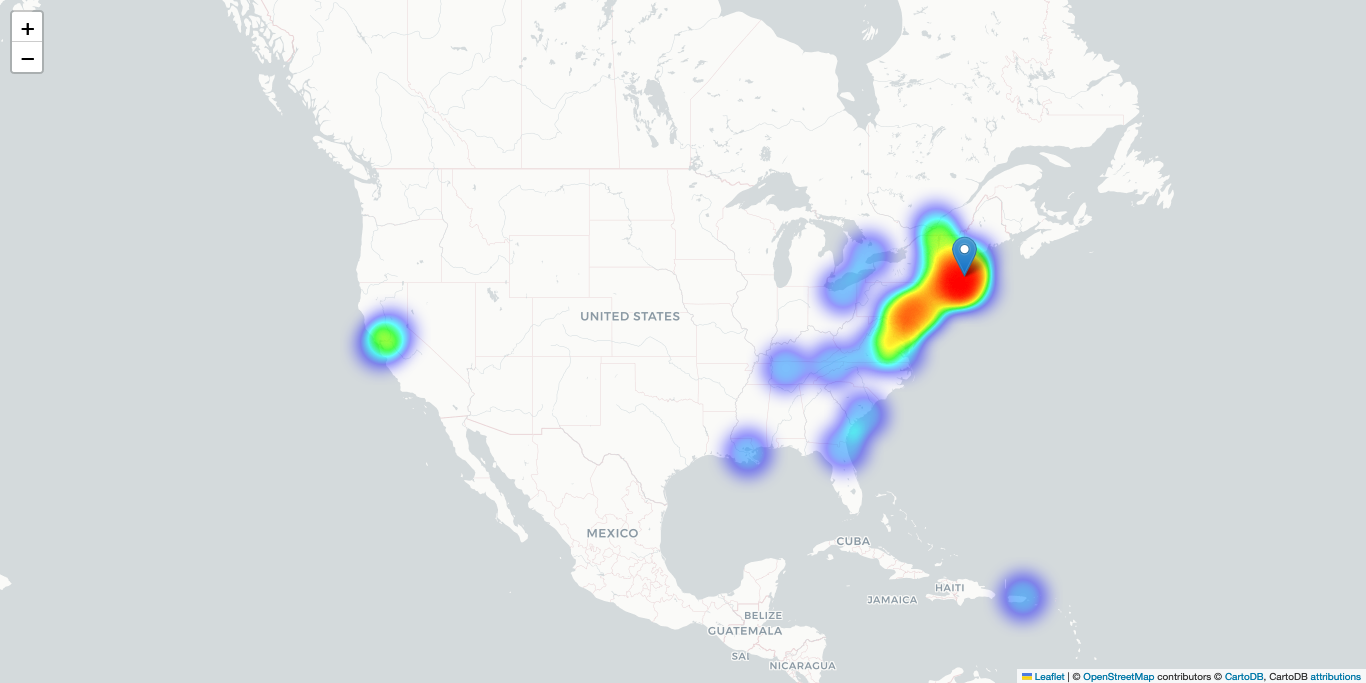 +
−
UNITED STATES
MEXICO
CUBA
HAITI
JAMAICA
BELIZE
GUATEMALA
SAL
NICARAGUA
Leaflet | © OpenStreetMap contributors © CartoDB, CartoDB attributions